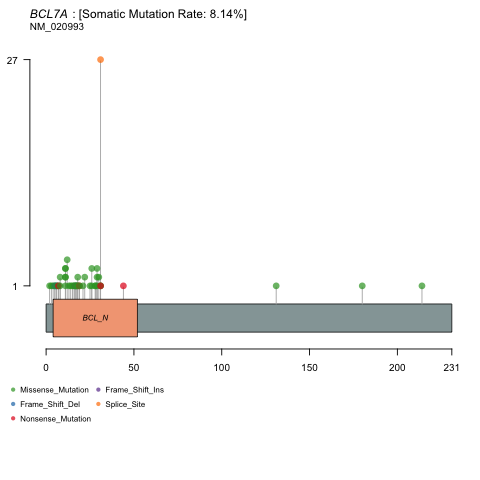 BCL7A : [Somatic Mutation Rate: 8.14%]
NM_020993
27
1
BCL_N
0 50 100 150 200 231
Missense_Mutation Frame_Shift_Ins
Frame_Shift_Del Splice_Site
Nonsense_Mutation